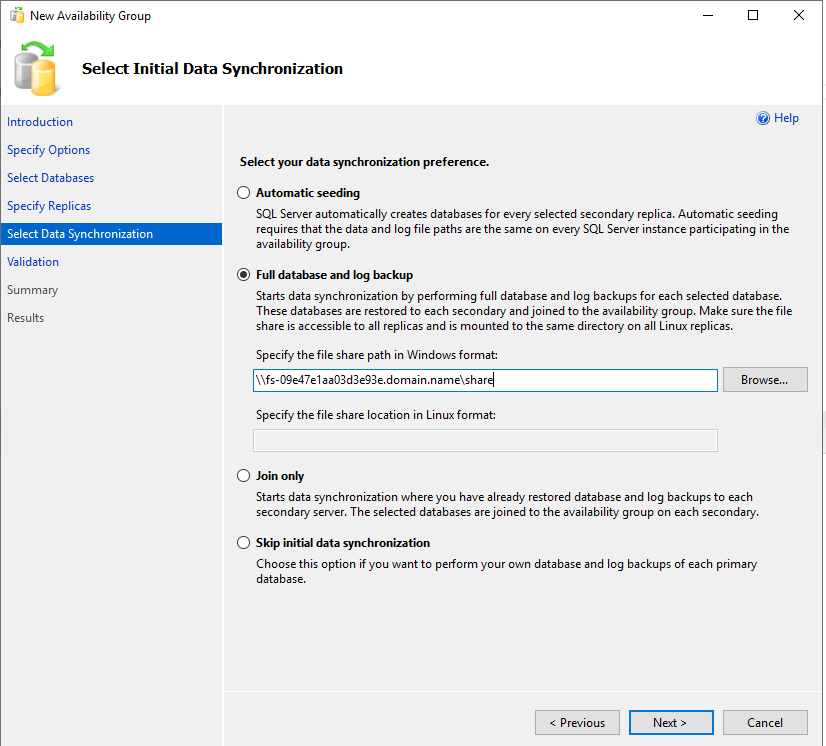 New Availability Group
Select Initial Data Synchronization
Introduction
Specify Options
Select Databases
Specify Replicas
Select Data Synchronization
Validation
Summary
Results
Help
Select your data synchronization preference.
Automatic seeding
SQL Server automatically creates databases for every selected secondary replica. Automatic seeding
requires that the data and log file paths are the same on every SQL Server instance participating in the
availability group.
Full database and log backup
Starts data synchronization by performing full database and log backups for each selected database.
These databases are restored to each secondary and joined to the availability group. Make sure the file
share is accessible to all replicas and is mounted to the same directory on all Linux replicas.
Specify the file share path in Windows format:
\\fs-09e47e1aa03d3e93e.domain.name\share
Browse...
Specify the file share location in Linux format:
Join only
Starts data synchronization where you have already restored database and log backups to each
secondary server. The selected databases are joined to the availability group on each secondary.
Skip initial data synchronization
Choose this option if you want to perform your own database and log backups of each primary
database.
< Previous
Next >
Cancel